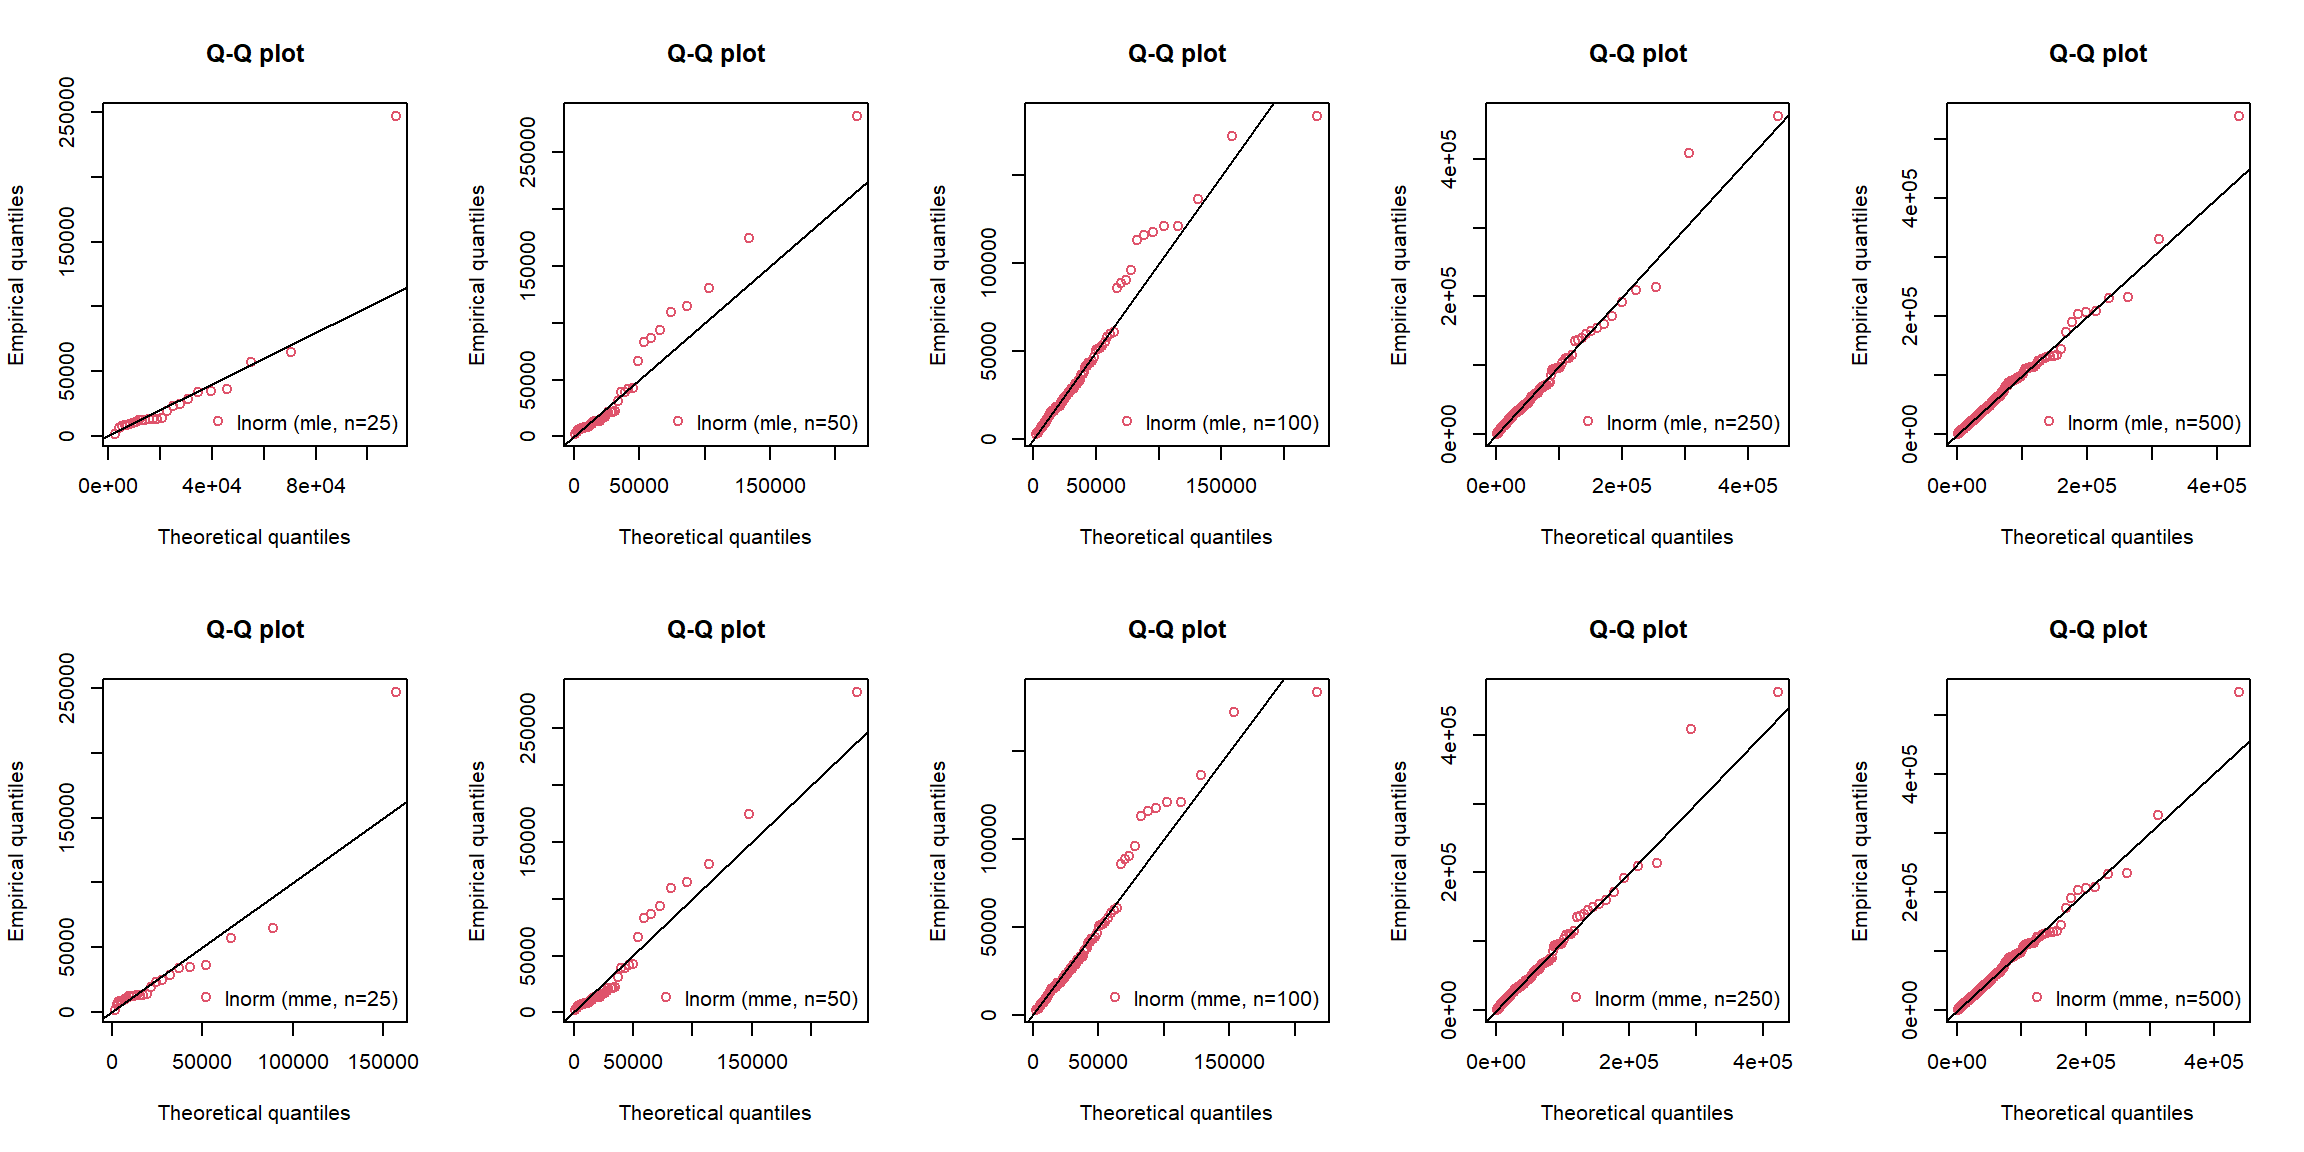 Q-Q plot
Empirical quantiles
250000
150000
50000
0
lnorm (mle, n=25)
0e+00 4e+04 8e+04
Theoretical quantiles
Q-Q plot
Empirical quantiles
250000
150000
50000
0
lnorm (mle, n=50)
0 50000 150000
Theoretical quantiles
Q-Q plot
Empirical quantiles
100000
50000
0
lnorm (mle, n=100)
0 50000 150000
Theoretical quantiles
Q-Q plot
Empirical quantiles
4e+05
2e+05
0e+00
lnorm (mle, n=250)
0e+00 2e+05 4e+05
Theoretical quantiles
Q-Q plot
Empirical quantiles
4e+05
2e+05
0e+00
lnorm (mle, n=500)
0e+00 2e+05 4e+05
Theoretical quantiles
Q-Q plot
Empirical quantiles
250000
150000
50000
0
lnorm (mme, n=25)
0 50000 100000 150000
Theoretical quantiles
Q-Q plot
Empirical quantiles
250000
150000
50000
0
lnorm (mme, n=50)
0 50000 150000
Theoretical quantiles
Q-Q plot
Empirical quantiles
100000
50000
0
lnorm (mme, n=100)
0 50000 150000
Theoretical quantiles
Q-Q plot
Empirical quantiles
4e+05
2e+05
0e+00
lnorm (mme, n=250)
0e+00 2e+05 4e+05
Theoretical quantiles
Q-Q plot
Empirical quantiles
4e+05
2e+05
0e+00
lnorm (mme, n=500)
0e+00 2e+05 4e+05
Theoretical quantiles